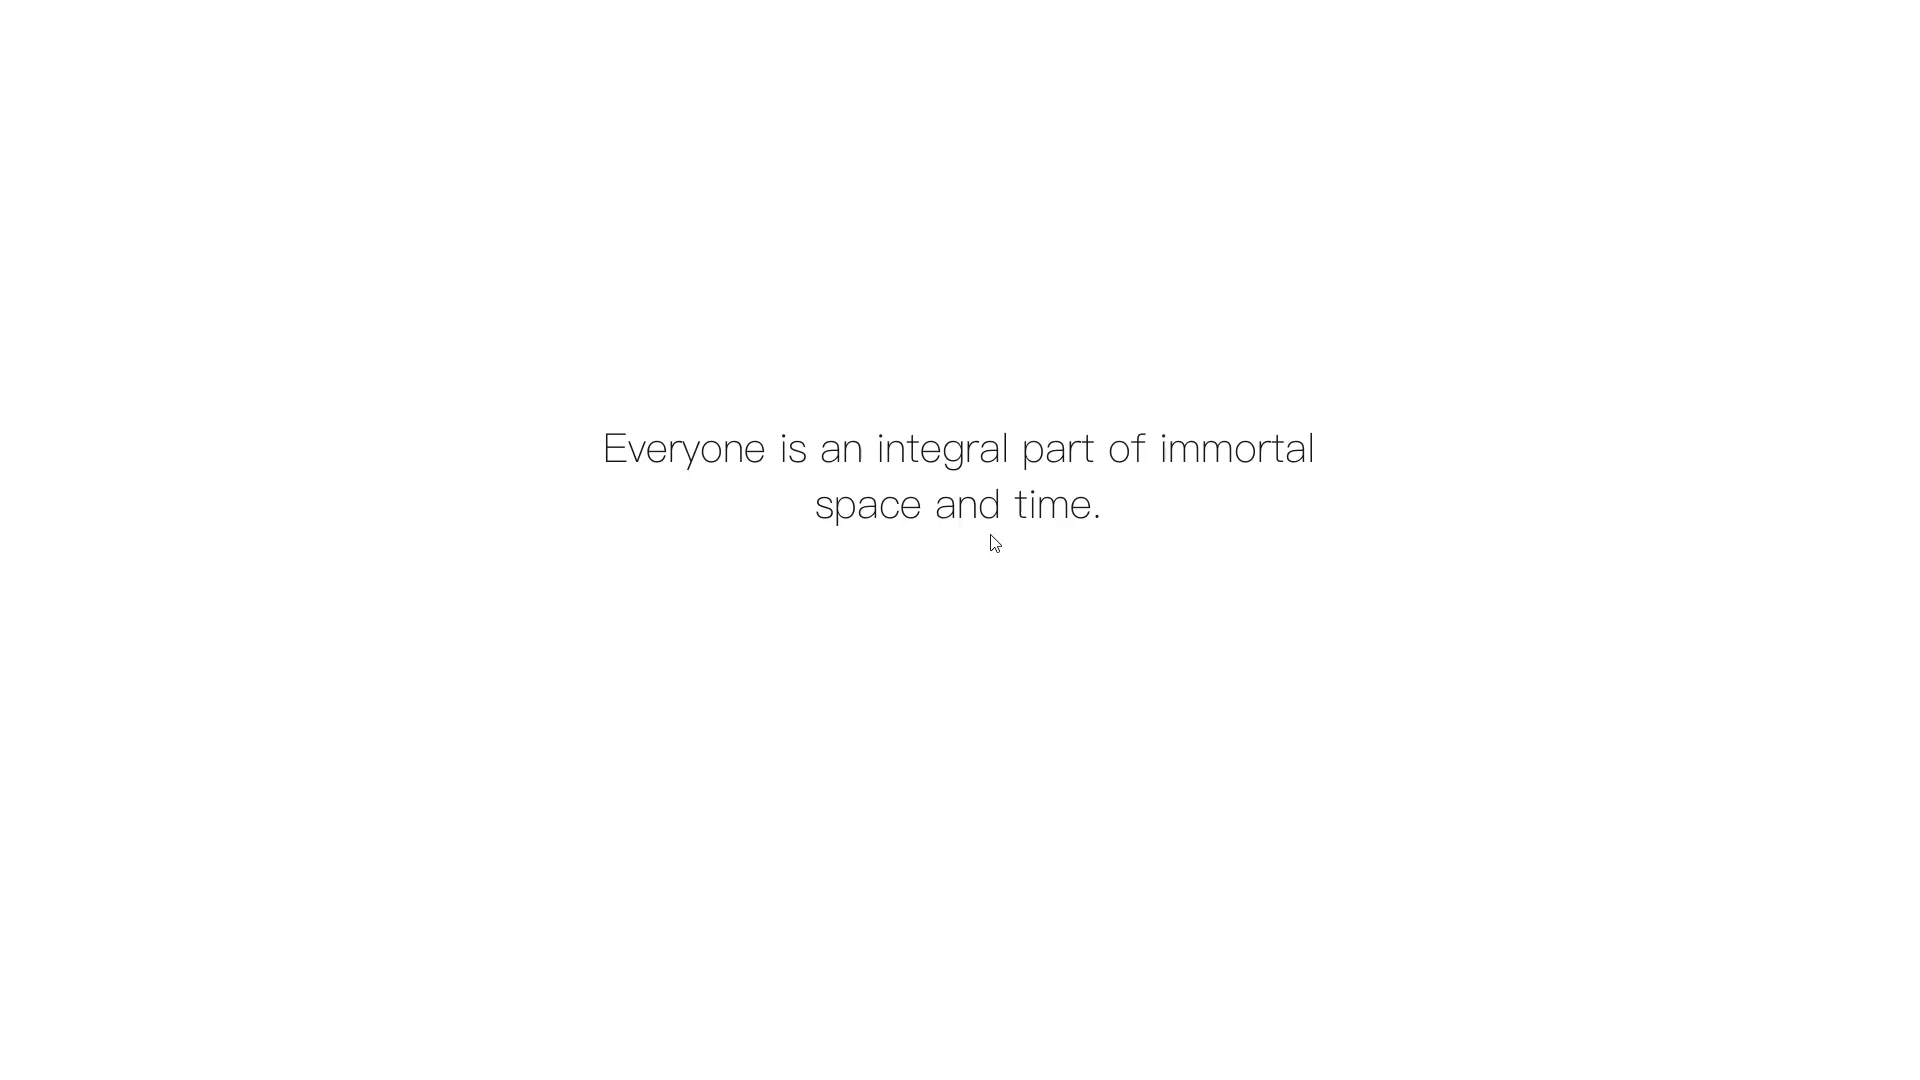 Everyone is an integral part of immortal
space and time.